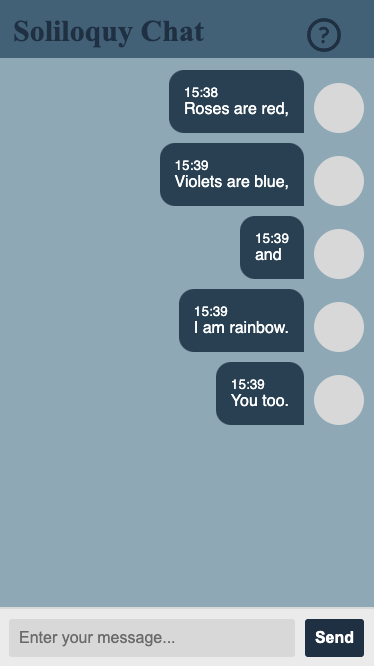 Soliloquy Chat
?
15:38
Roses are red,
15:39
Violets are blue,
15:39
and
15:39
I am rainbow.
15:39
You too.
Enter your message...
Send